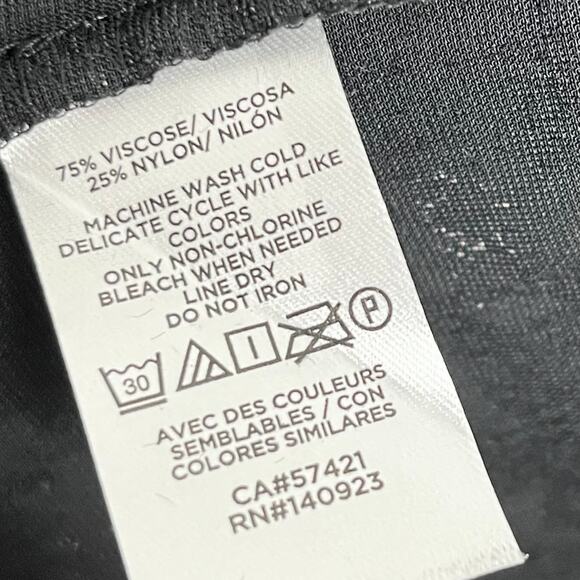 75% VISCOSE/ VISCOSA
25% NYLON/ NILÓN
MACHINE WASH COLD
DELICATE CYCLE WITH LIKE
COLORS
ONLY NON-CHLORINE
BLEACH WHEN NEEDED
LINE DRY
DO NOT IRON
30 P
AVEC DES COULEURS
SEMBLABLES / CON
COLORES SIMILARES
CA#57421
RN#140923